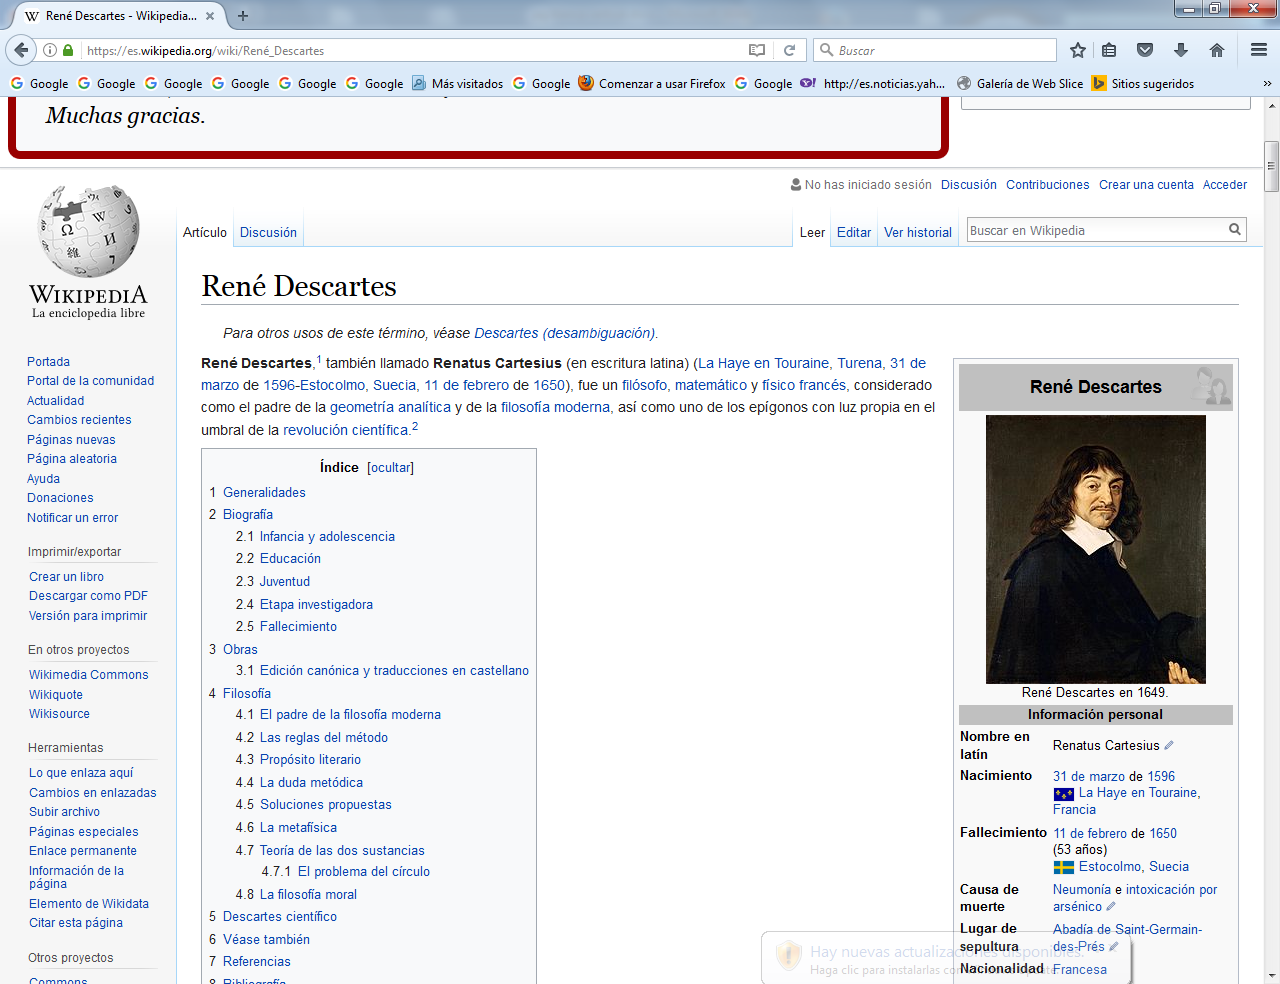 René Descartes - Wikipedia...
https://es.wikipedia.org/wiki/René_Descartes
Buscar
Google
Google
Google
Google
Google
Google
Más visitados
Google
Comenzar a usar Firefox
Google
http://es.noticias.yah...
Galería de Web Slice
Sitios sugeridos
»
Muchas gracias.
No has iniciado sesión Discusión Contribuciones Crear una cuenta Acceder
WIKIPEDIA
La enciclopedia libre
Artículo Discusión
Leer Editar Ver historial
Buscar en Wikipedia
René Descartes
Para otros usos de este término, véase Descartes (desambiguación).
René Descartes,1 también llamado Renatus Cartesius (en escritura latina) (La Haye en Touraine, Turena, 31 de
marzo de 1596-Estocolmo, Suecia, 11 de febrero de 1650), fue un filósofo, matemático y físico francés, considerado
como el padre de la geometría analítica y de la filosofía moderna, así como uno de los epígonos con luz propia en el
umbral de la revolución científica.2
Portada
Portal de la comunidad
Actualidad
Cambios recientes
Páginas nuevas
Página aleatoria
Ayuda
Donaciones
Notificar un error
Imprimir/exportar
Crear un libro
Descargar como PDF
Versión para imprimir
En otros proyectos
Wikimedia Commons
Wikiquote
Wikisource
Herramientas
Lo que enlaza aquí
Cambios en enlazadas
Subir archivo
Páginas especiales
Enlace permanente
Información de la
página
Elemento de Wikidata
Citar esta página
Otros proyectos
Commons
Índice [ocultar]
1 Generalidades
2 Biografía
2.1 Infancia y adolescencia
2.2 Educación
2.3 Juventud
2.4 Etapa investigadora
2.5 Fallecimiento
3 Obras
3.1 Edición canónica y traducciones en castellano
4 Filosofía
4.1 El padre de la filosofía moderna
4.2 Las reglas del método
4.3 Propósito literario
4.4 La duda metódica
4.5 Soluciones propuestas
4.6 La metafísica
4.7 Teoría de las dos sustancias
4.7.1 El problema del círculo
4.8 La filosofía moral
5 Descartes científico
6 Véase también
7 Referencias
8 Bibliografía
René Descartes
René Descartes en 1649.
Información personal
Nombre en
latín
Renatus Cartesius
Nacimiento
31 de marzo de 1596
La Haye en Touraine,
Francia
Fallecimiento
11 de febrero de 1650
(53 años)
Estocolmo, Suecia
Causa de
muerte
Neumonía e intoxicación por
arsénico
Lugar de
sepultura
Abadía de Saint-Germain-
des-Prés
Nacionalidad
Francesa
Hay nuevas actualizaciones disponibles.
Haga clic para instalarlas